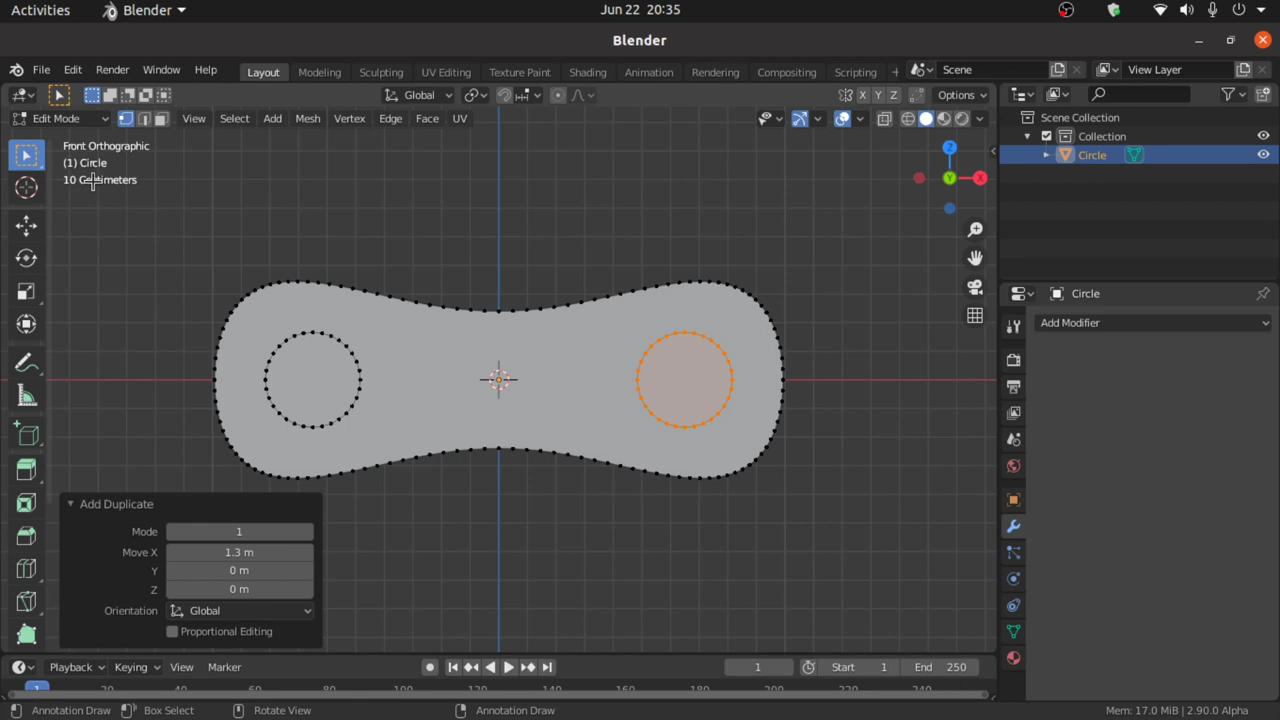 Activities Blender Jun 22 20:35
Blender
File Edit Render Window Help Layout Modeling Sculpting UV Editing Texture Paint Shading Animation Rendering Compositing Scripting + Scene View Layer
Global X Y Z Options
Edit Mode View Select Add Mesh Vertex Edge Face UV
Scene Collection
Collection
Circle
Front Orthographic
(1) Circle
10 Centimeters
Z
Y X
Circle
Add Modifier
Add Duplicate
Mode 1
Move X 1.3 m
Y 0 m
Z 0 m
Orientation Global
Proportional Editing
Playback Keying View Marker 1 Start 1 End 250
1 20 40 60 80 100 120 140 160 180 200 220 240
Annotation Draw Box Select Rotate View Annotation Draw Mem: 17.0 MiB | 2.90.0 Alpha